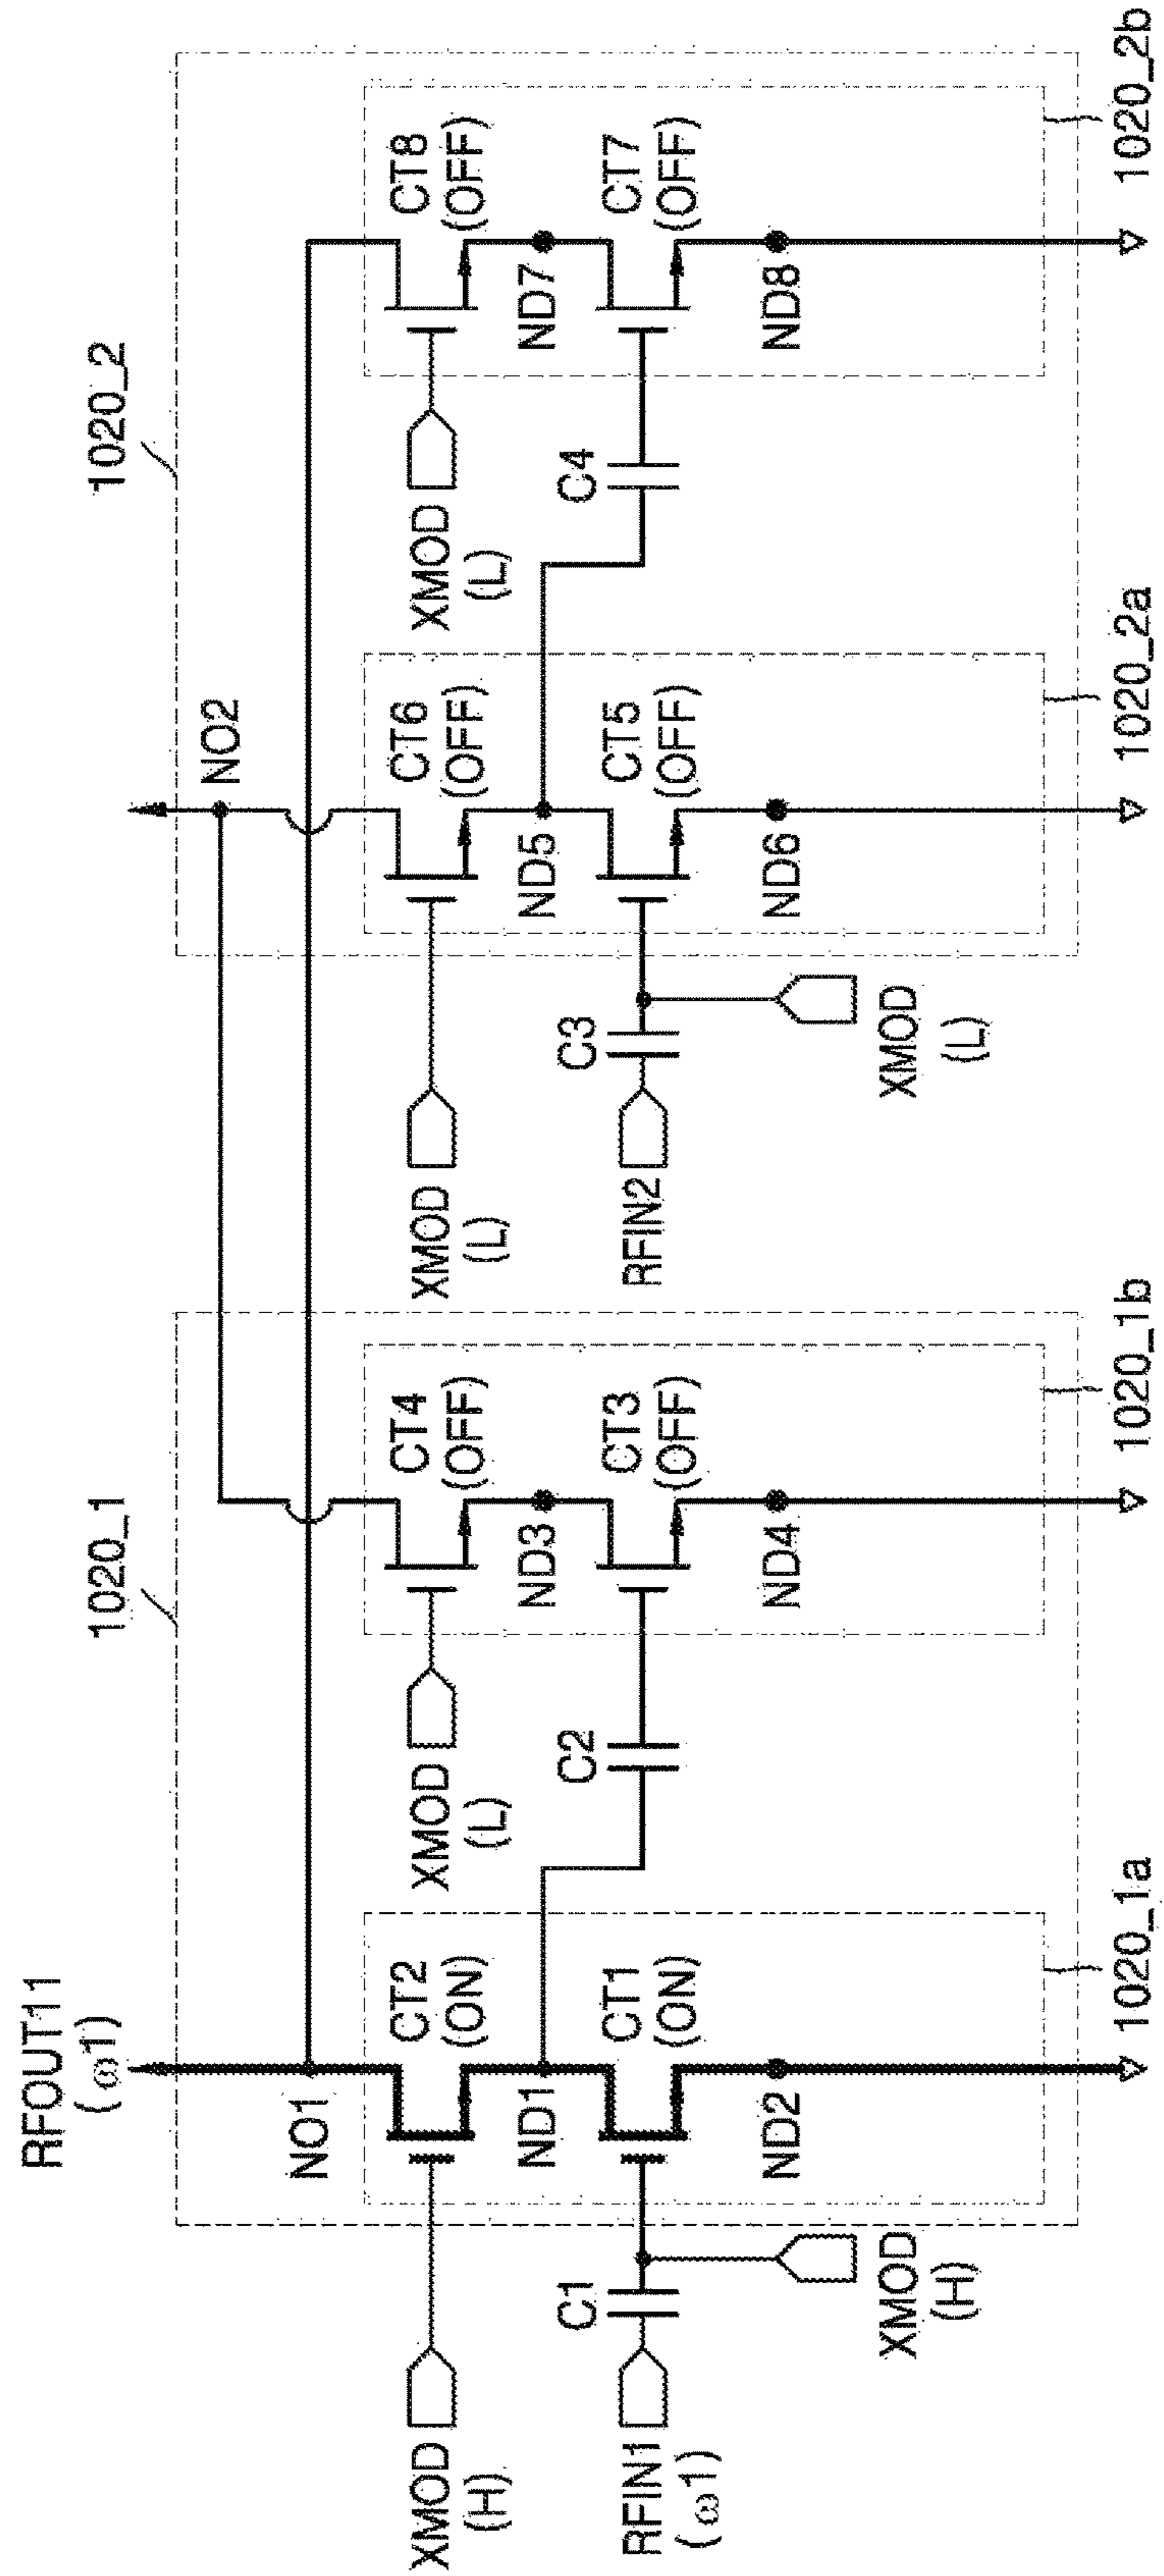 RFOUT11
(ω1)
1020_1
1020_2
NO2
NO1
XMOD
(H)
CT2
(ON)
XMOD
(L)
CT4
(OFF)
XMOD
(L)
CT6
(OFF)
XMOD
(L)
CT8
(OFF)
ND1
ND3
ND5
ND7
RFIN1
(ω1)
C1
CT1
(ON)
C2
CT3
(OFF)
RFIN2
C3
CT5
(OFF)
C4
CT7
(OFF)
XMOD
(H)
ND2
ND4
XMOD
(L)
ND6
ND8
1020_1a
1020_1b
1020_2a
1020_2b